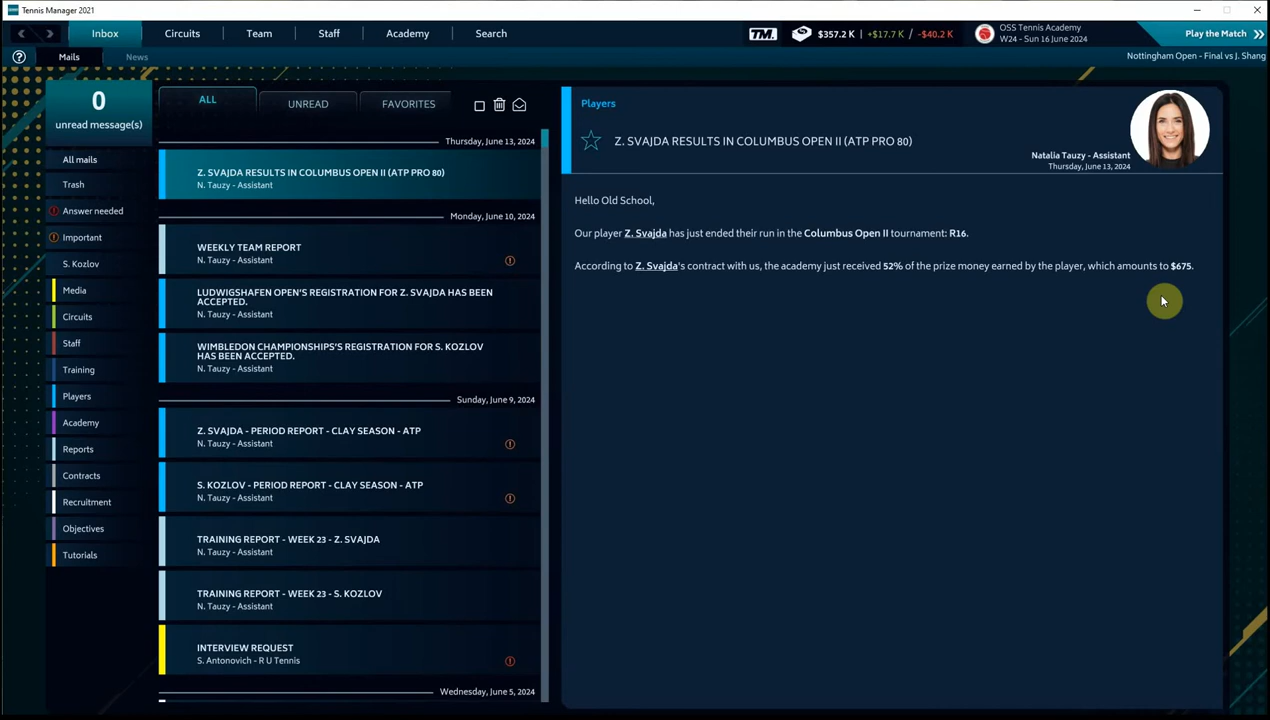 Tennis Manager 2021
Inbox
Circuits
Team
Staff
Academy
Search
TM
$357.2 K | +$17.7 K / -$40.2 K
OSS Tennis Academy
W24 - Sun 16 June 2024
Play the Match
Mails
News
Nottingham Open - Final vs J. Shang
0
unread message(s)
All mails
Trash
Answer needed
Important
S. Kozlov
Media
Circuits
Staff
Training
Players
Academy
Reports
Contracts
Recruitment
Objectives
Tutorials
ALL
UNREAD
FAVORITES
Thursday, June 13, 2024
Z. SVAJDA RESULTS IN COLUMBUS OPEN II (ATP PRO 80)
N. Tauzy - Assistant
Monday, June 10, 2024
WEEKLY TEAM REPORT
N. Tauzy - Assistant
LUDWIGSHAFEN OPEN'S REGISTRATION FOR Z. SVAJDA HAS BEEN
ACCEPTED.
N. Tauzy - Assistant
WIMBLEDON CHAMPIONSHIPS'S REGISTRATION FOR S. KOZLOV
HAS BEEN ACCEPTED.
N. Tauzy - Assistant
Sunday, June 9, 2024
Z. SVAJDA - PERIOD REPORT - CLAY SEASON - ATP
N. Tauzy - Assistant
S. KOZLOV - PERIOD REPORT - CLAY SEASON - ATP
N. Tauzy - Assistant
TRAINING REPORT - WEEK 23 - Z. SVAJDA
N. Tauzy - Assistant
TRAINING REPORT - WEEK 23 - S. KOZLOV
N. Tauzy - Assistant
INTERVIEW REQUEST
S. Antonovich - R U Tennis
Wednesday, June 5, 2024
Players
Z. SVAJDA RESULTS IN COLUMBUS OPEN II (ATP PRO 80)
Natalia Tauzy - Assistant
Thursday, June 13, 2024
Hello Old School,
Our player Z. Svajda has just ended their run in the Columbus Open II tournament: R16.
According to Z. Svajda's contract with us, the academy just received 52% of the prize money earned by the player, which amounts to $675.